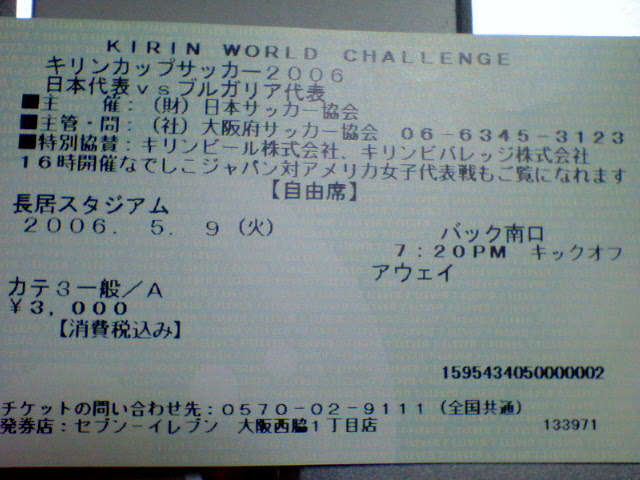 KIRIN WORLD CHALLENGE
キリンカップサッカー2006
日本代表vsブルガリア代表
■主　　催：（財）日本サッカー協会
■主管・問：（社）大阪府サッカー協会　06-6345-3123
■特別協賛：キリンビール株式会社、キリンビバレッジ株式会社
16時開催なでしこジャパン対アメリカ女子代表戦もご覧になれます
【自由席】
長居スタジアム
2006. 5. 9（火）
バック南口
7：20PM　キックオフ
アウェイ
カテ3一般／A
¥3,000
【消費税込み】
1595434050000002
チケットの問い合わせ先：0570-02-9111（全国共通）
発券店：セブン－イレブン　大阪西脇1丁目店
133971